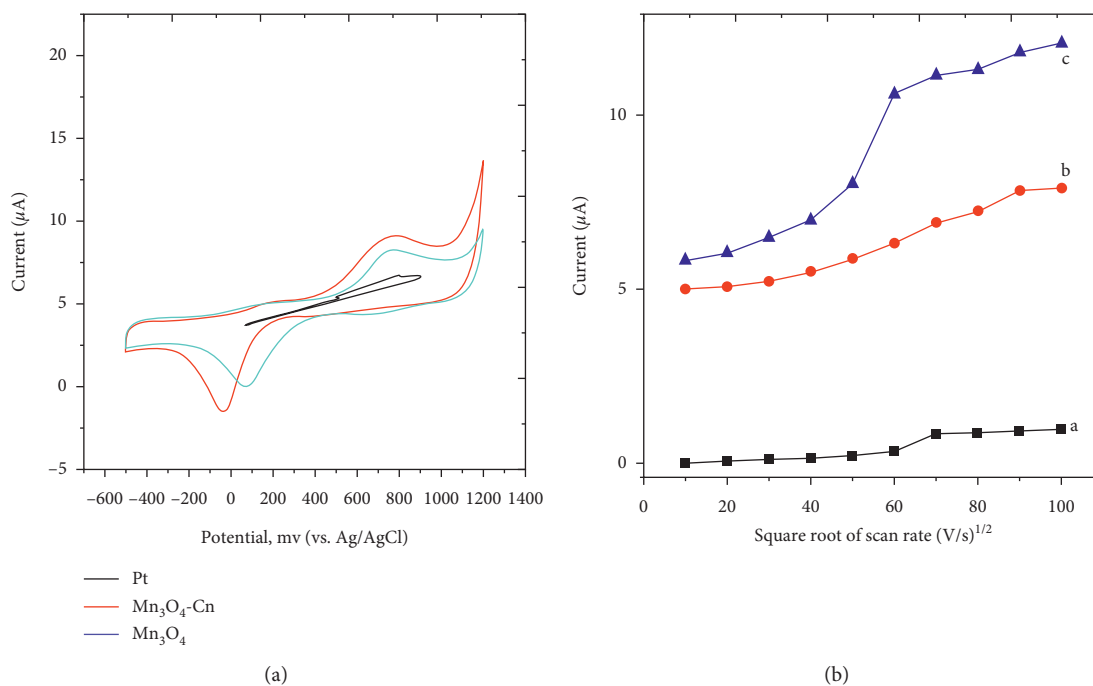 (a)
20
15
10
5
0
−5
Current (μA)
−600 −400 −200 0 200 400 600 800 1000 1200 1400
Potential, mv (vs. Ag/AgCl)
Pt
Mn₃O₄-Cn
Mn₃O₄
(a)
(b)
10
5
0
Current (μA)
c
b
a
0 20 40 60 80 100
Square root of scan rate (V/s)¹/²
(b)